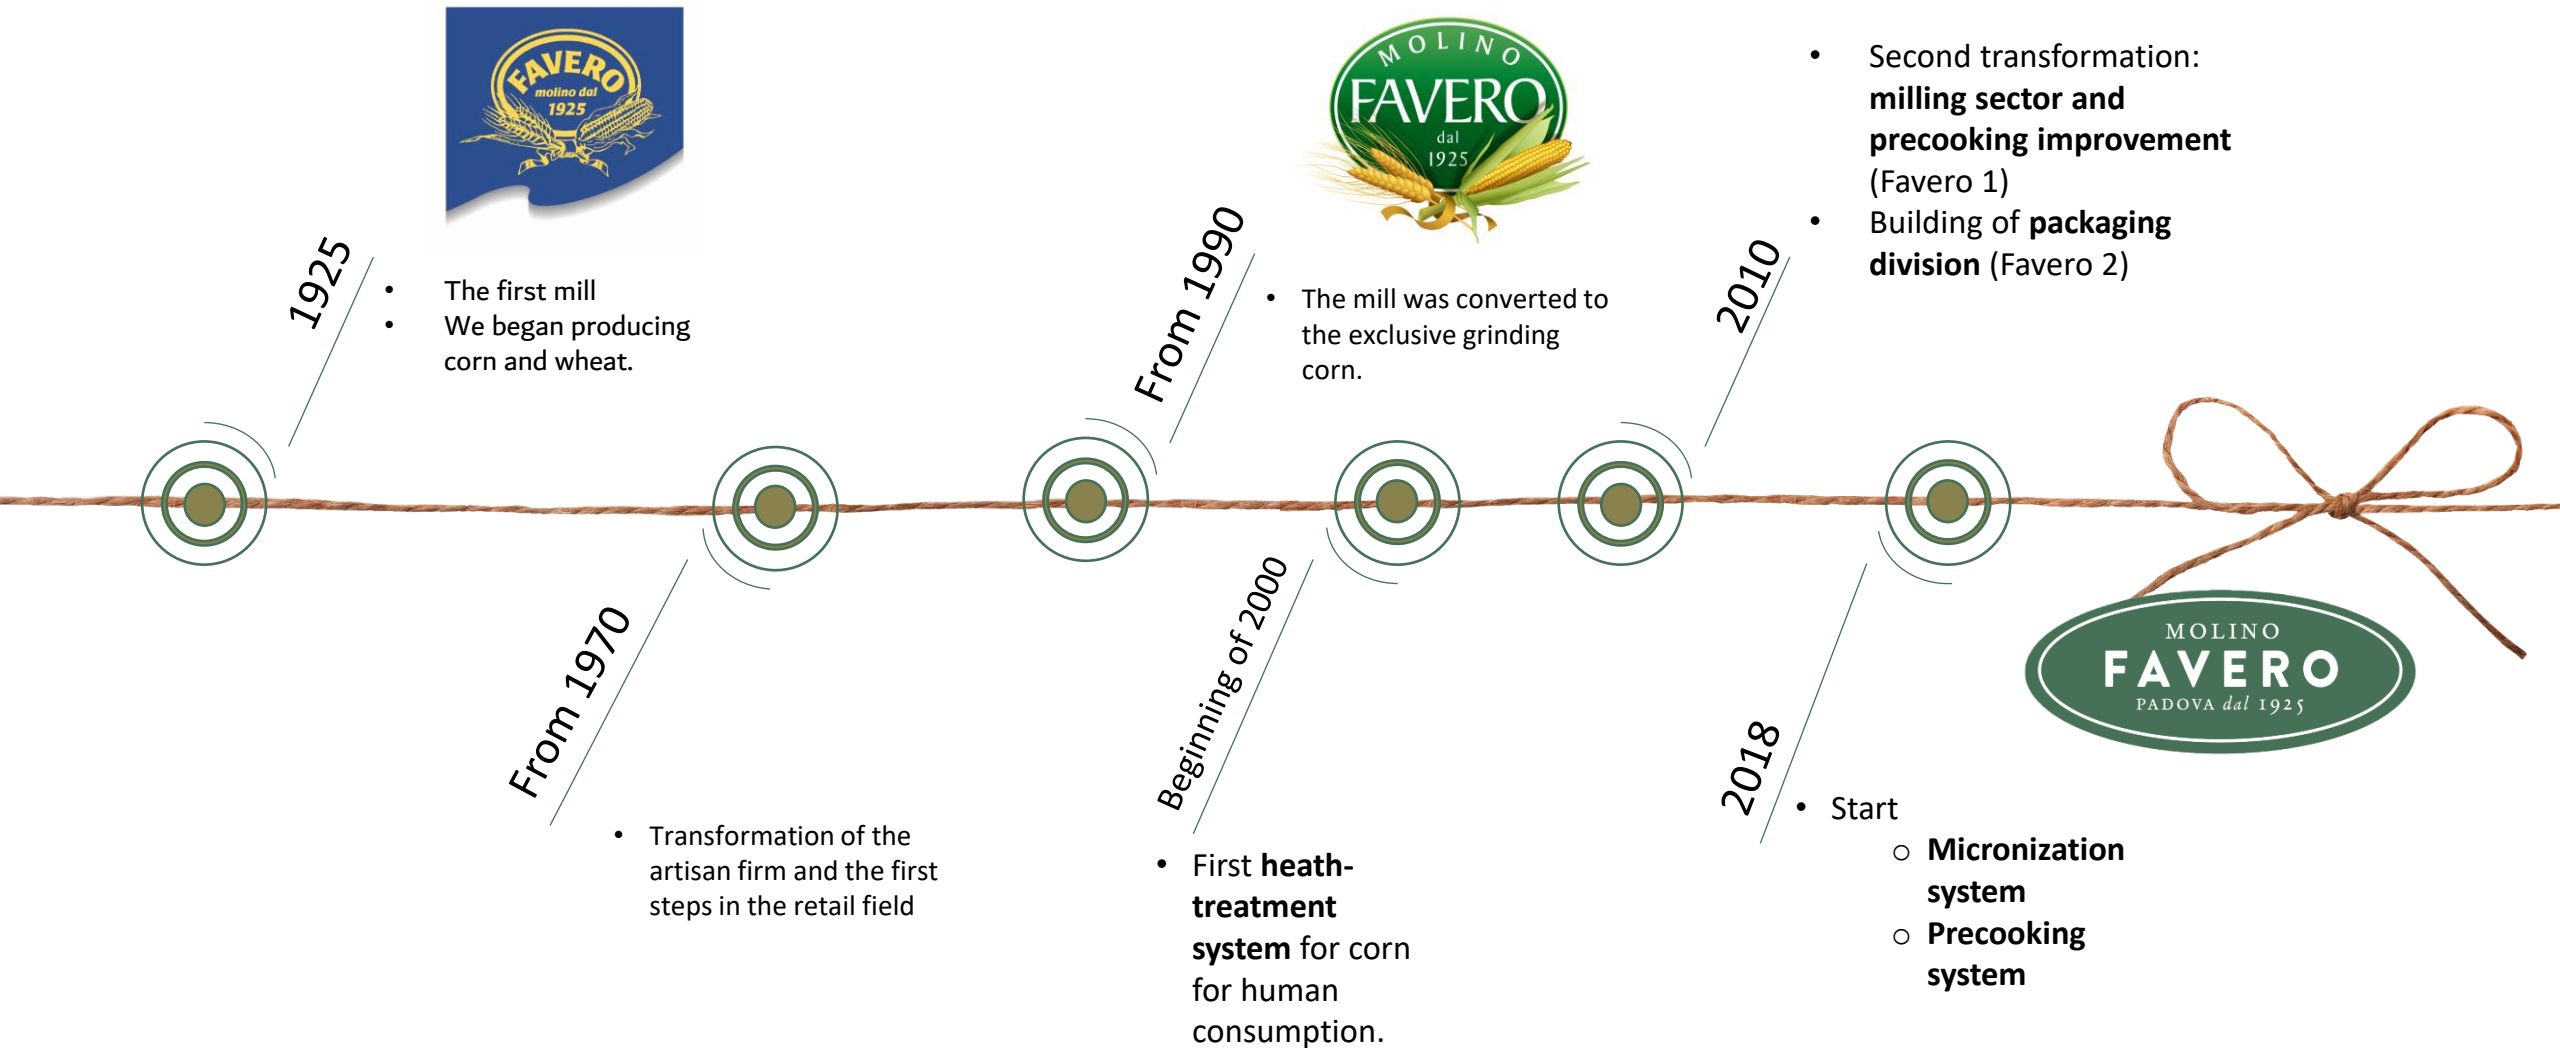 FAVERO
molino dal
1925
1925
• The first mill
• We began producing
corn and wheat.
From 1970
• Transformation of the
artisan firm and the first
steps in the retail field
MOLINO
FAVERO
dal
1925
From 1990
• The mill was converted to
the exclusive grinding
corn.
Beginning of 2000
• First heath-
treatment
system for corn
for human
consumption.
2010
• Second transformation:
milling sector and
precooking improvement
(Favero 1)
• Building of packaging
division (Favero 2)
2018
• Start
o Micronization
system
o Precooking
system
MOLINO
FAVERO
PADOVA dal 1925